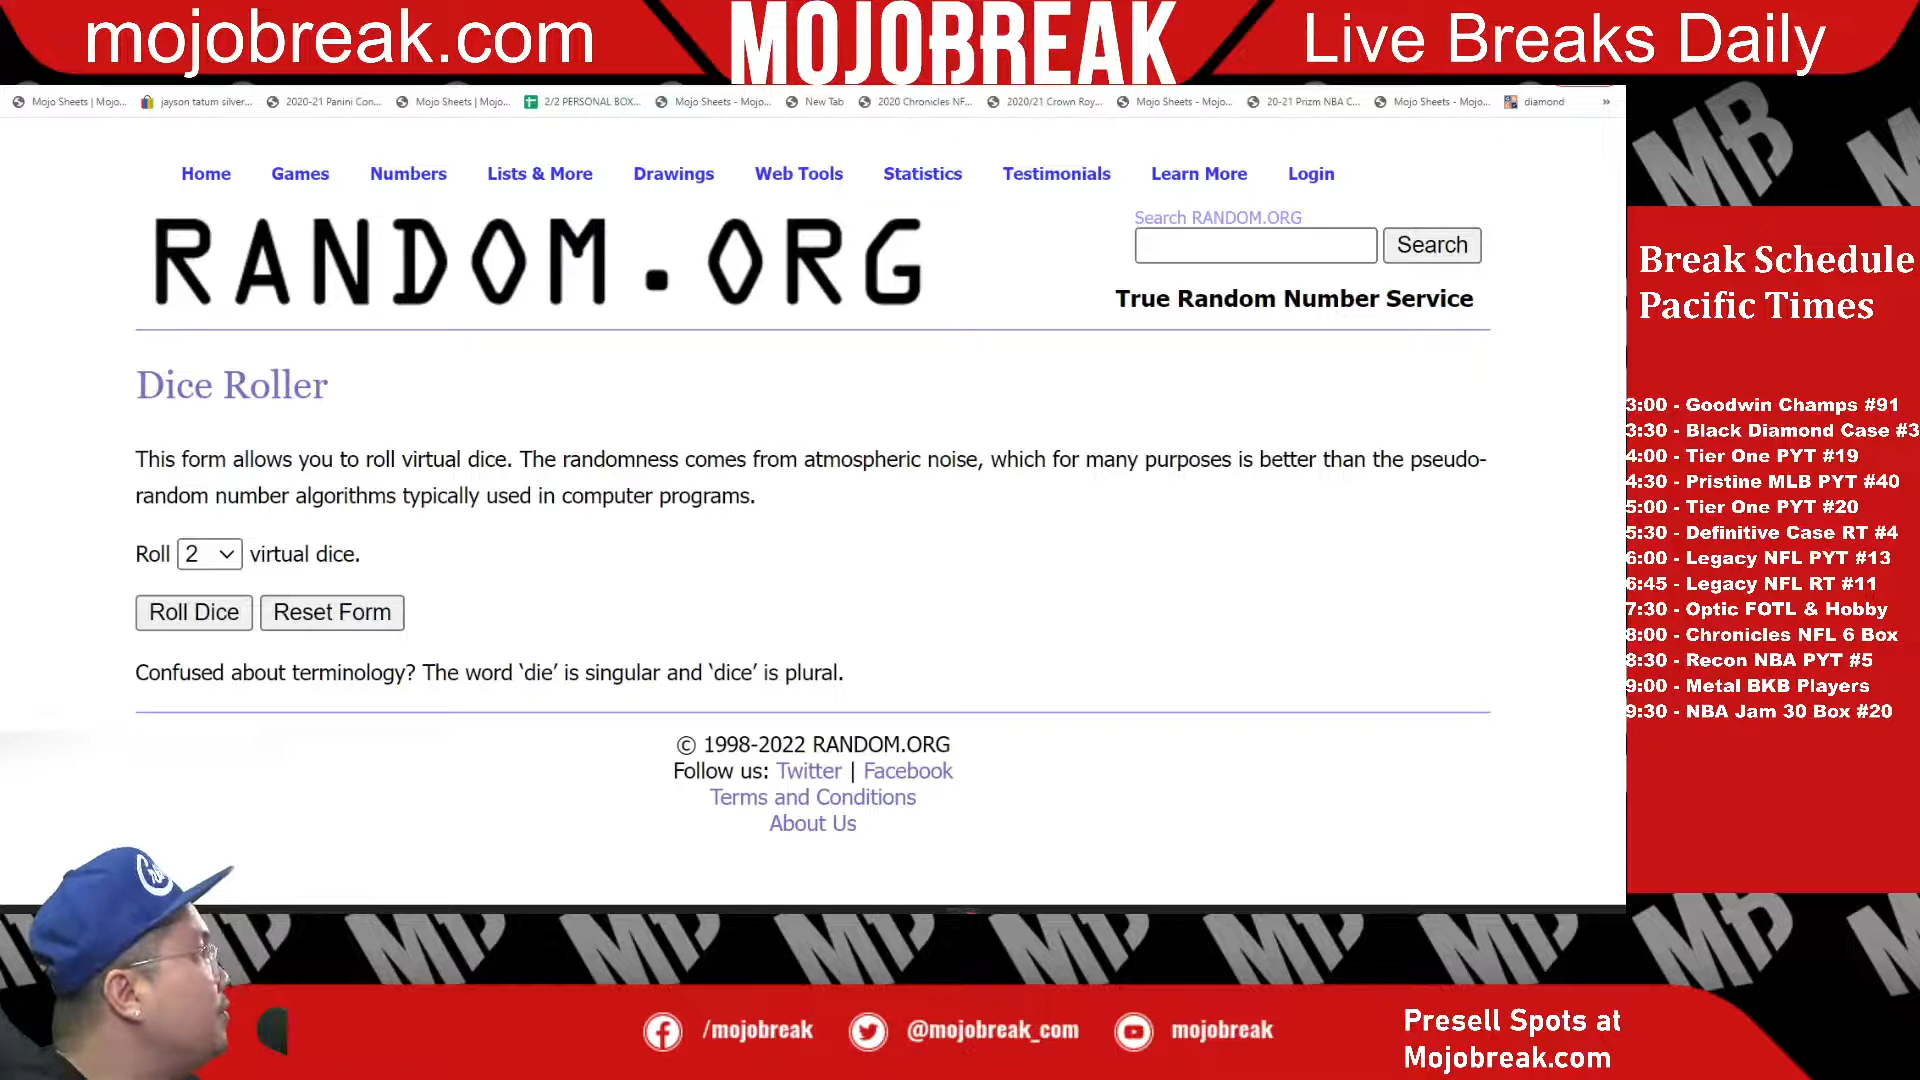 mojobreak.com
MOJOBREAK
Live Breaks Daily
Mojo Sheets | Mojo...
jayson tatum silver...
2020-21 Panini Con...
Mojo Sheets | Mojo...
2/2 PERSONAL BOX...
Mojo Sheets - Mojo...
New Tab
2020 Chronicles NF...
2020/21 Crown Roy...
Mojo Sheets - Mojo...
20-21 Prizm NBA C...
Mojo Sheets - Mojo...
diamond
»
Home
Games
Numbers
Lists & More
Drawings
Web Tools
Statistics
Testimonials
Learn More
Login
RANDOM.ORG
Search RANDOM.ORG
Search
True Random Number Service
Dice Roller
This form allows you to roll virtual dice. The randomness comes from atmospheric noise, which for many purposes is better than the pseudo-
random number algorithms typically used in computer programs.
Roll 2 virtual dice.
Roll Dice
Reset Form
Confused about terminology? The word ‘die’ is singular and ‘dice’ is plural.
© 1998-2022 RANDOM.ORG
Follow us: Twitter | Facebook
Terms and Conditions
About Us
Break Schedule
Pacific Times
3:00 - Goodwin Champs #91
3:30 - Black Diamond Case #3
4:00 - Tier One PYT #19
4:30 - Pristine MLB PYT #40
5:00 - Tier One PYT #20
5:30 - Definitive Case RT #4
6:00 - Legacy NFL PYT #13
6:45 - Legacy NFL RT #11
7:30 - Optic FOTL & Hobby
8:00 - Chronicles NFL 6 Box
8:30 - Recon NBA PYT #5
9:00 - Metal BKB Players
9:30 - NBA Jam 30 Box #20
/mojobreak
@mojobreak_com
mojobreak
Presell Spots at
Mojobreak.com